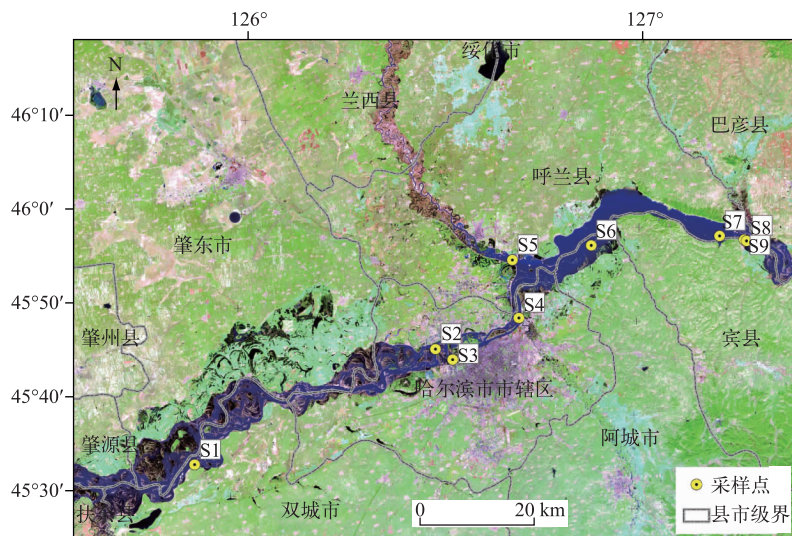 126°
127°
N
绥化市
46°10′
兰西县
巴彦县
呼兰县
46°0′
S7
S8
S6
S9
肇东市
S5
45°50′
S4
肇州县
S2
宾县
S3
45°40′
哈尔滨市市辖区
肇源县
阿城市
S1
采样点
45°30′
扶余县
双城市
0
20 km
县市级界